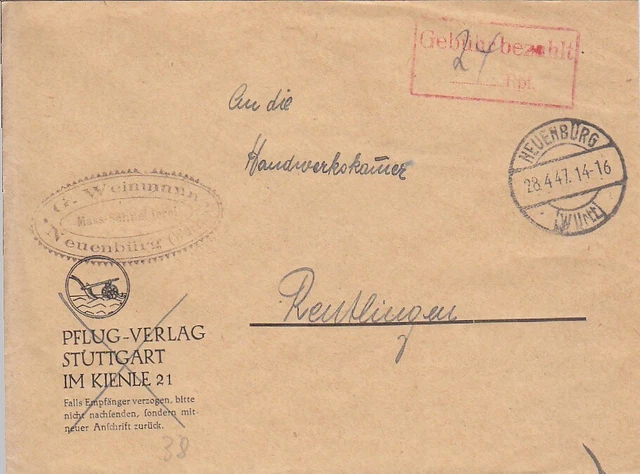 Gebühr bezahlt
24 Rpf.
An die
Handwerkskammer
NEUENBÜRG
28.4.47.14-16
(WÜRTT)
G. Weinmann
Neuenbürg
Reutlingen
PFLUG-VERLAG
STUTTGART
IM KIENLE 21
Falls Empfänger verzogen, bitte
nicht nachsenden, sondern mit
neuer Anschrift zurück.
38